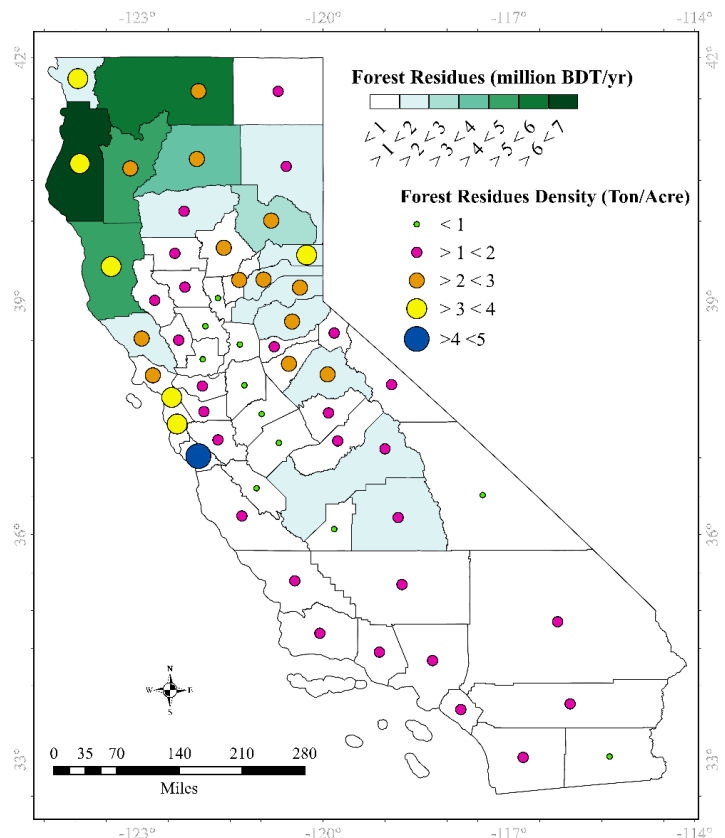 -123° -120° -117° -114°
42°
42°
Forest Residues (million BDT/yr)
<1 >1<2 >2<3 >3<4 >4<5 >5<6 >6<7
Forest Residues Density (Ton/Acre)
< 1
> 1 < 2
> 2 < 3
> 3 < 4
>4 <5
39°
39°
36°
36°
N
W E
S
33°
33°
0 35 70 140 210 280
Miles
-123° -120° -117° -114°